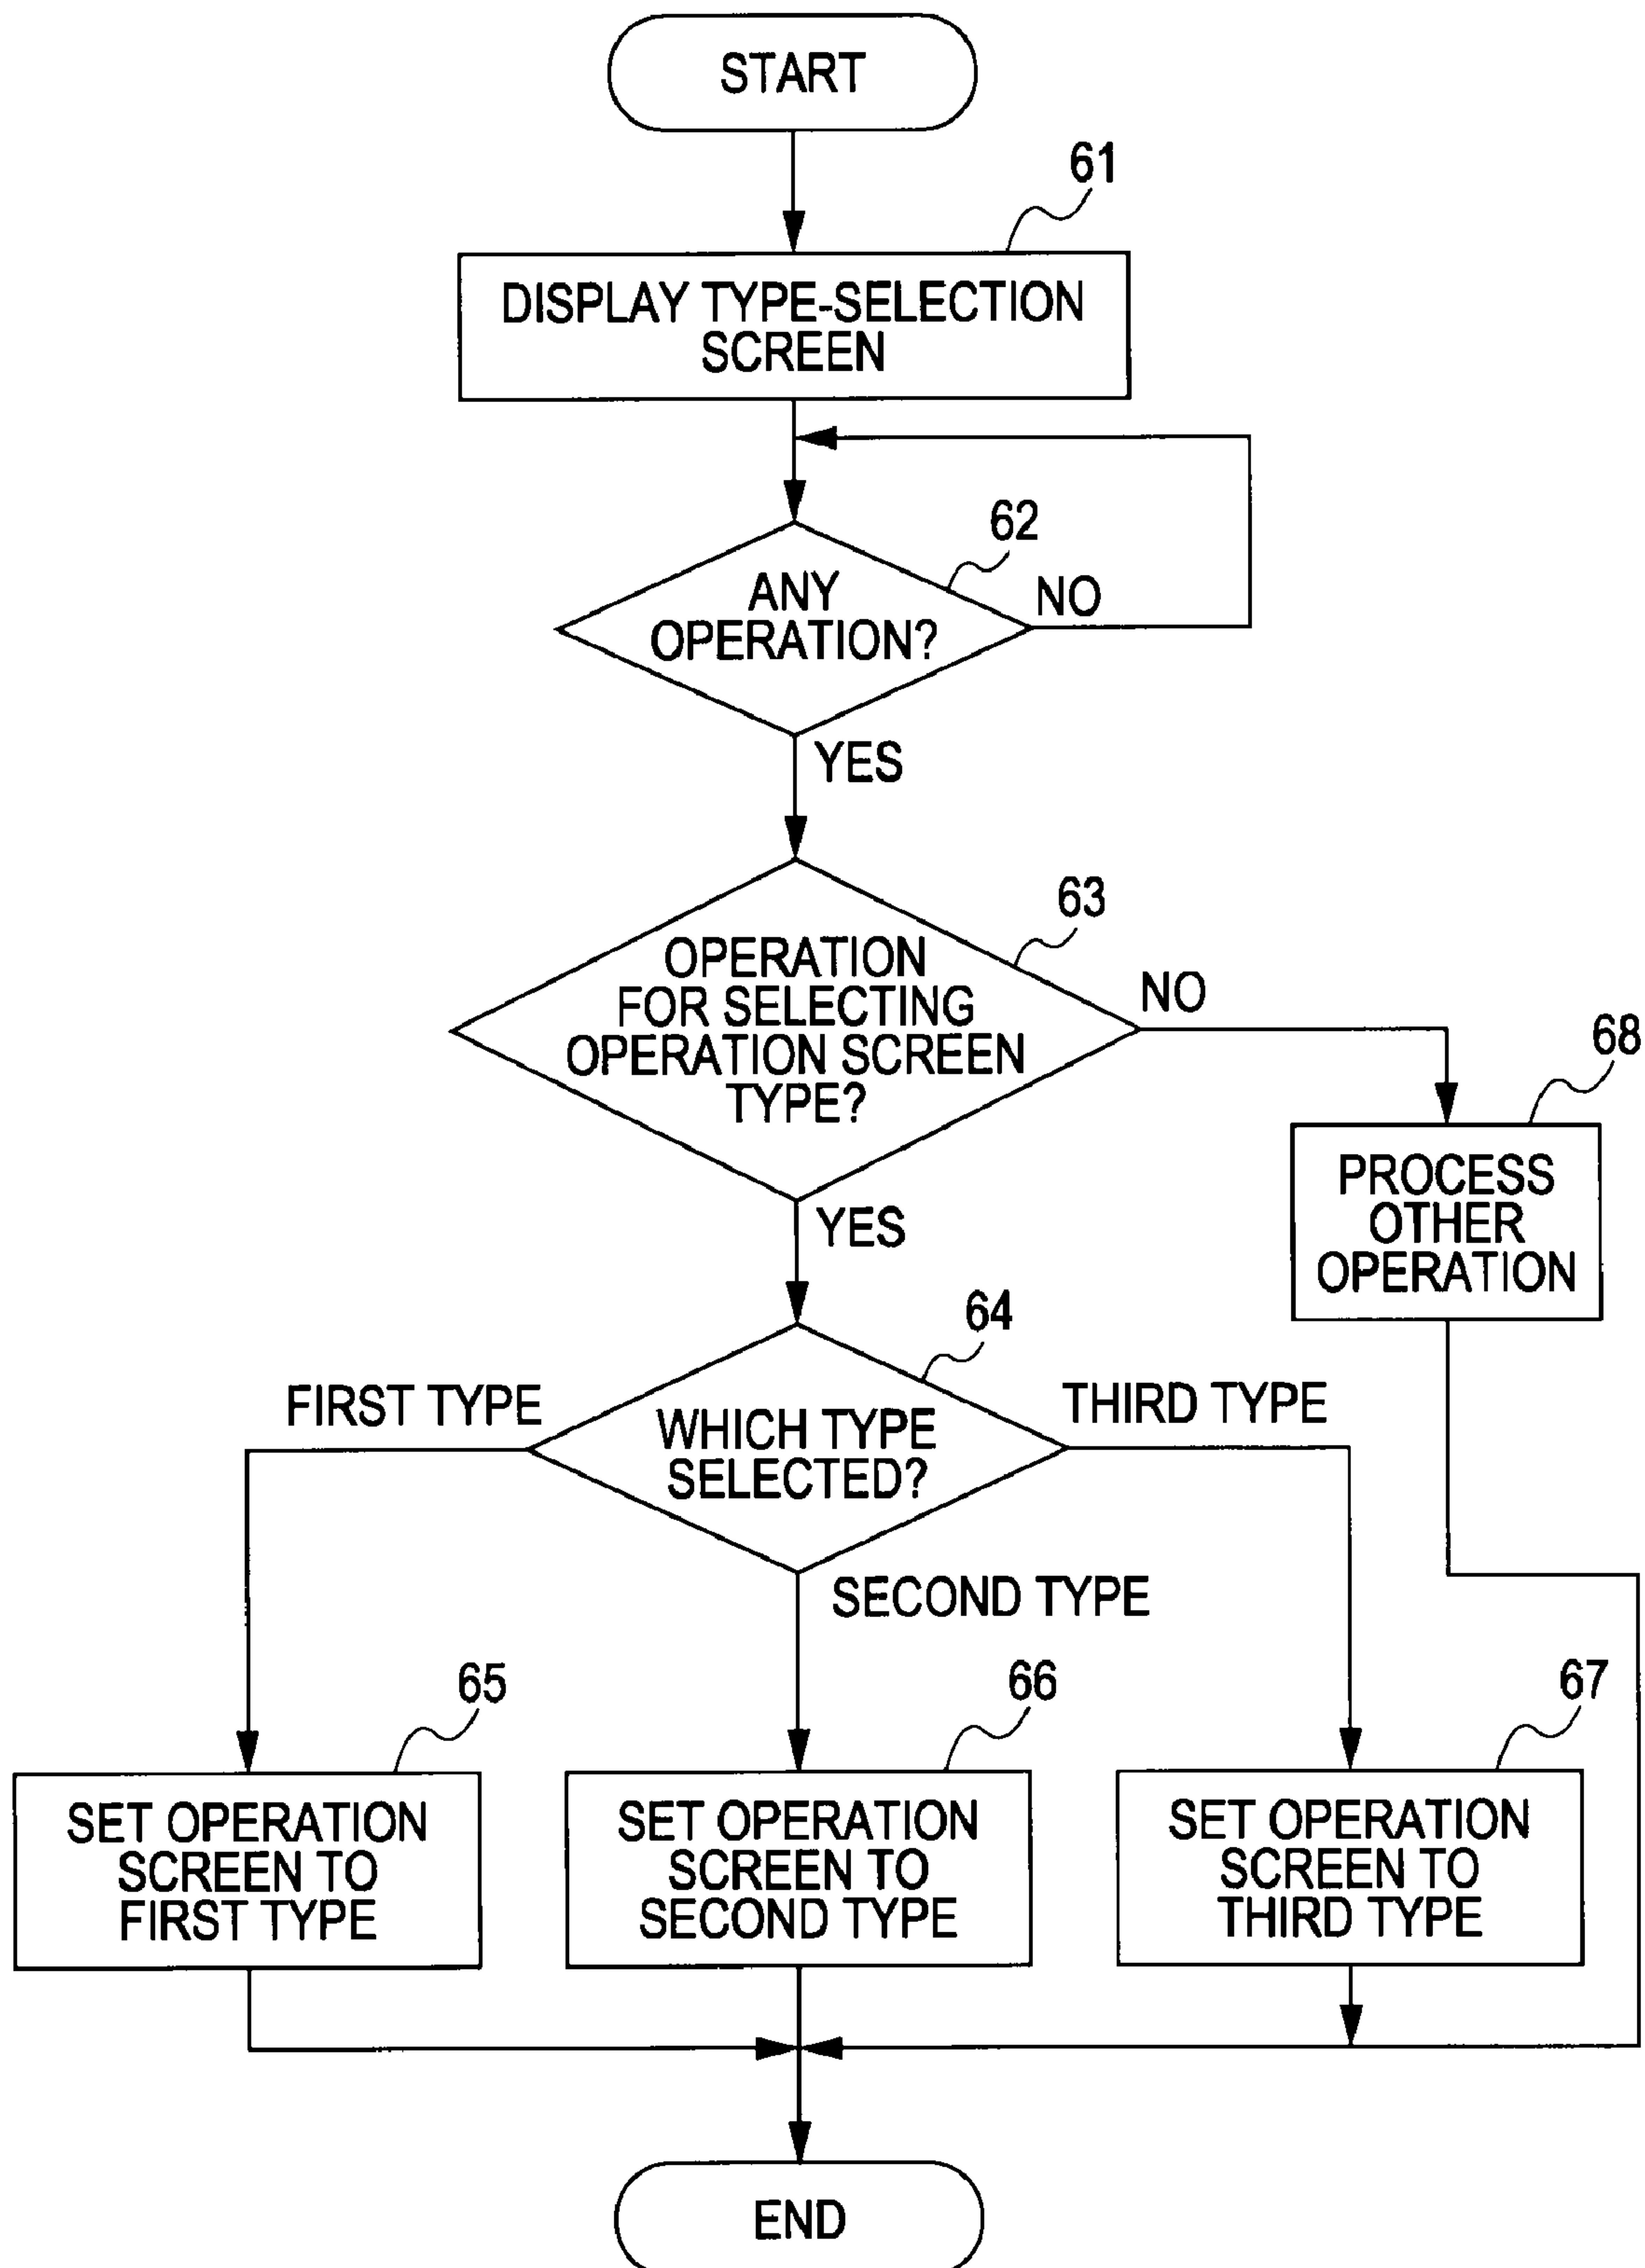 START
61
DISPLAY TYPE-SELECTION
SCREEN
62
ANY
OPERATION?
NO
YES
63
OPERATION
FOR SELECTING
OPERATION SCREEN
TYPE?
NO
68
PROCESS
OTHER
OPERATION
YES
64
FIRST TYPE
WHICH TYPE
SELECTED?
THIRD TYPE
SECOND TYPE
65
SET OPERATION
SCREEN TO
FIRST TYPE
66
SET OPERATION
SCREEN TO
SECOND TYPE
67
SET OPERATION
SCREEN TO
THIRD TYPE
END